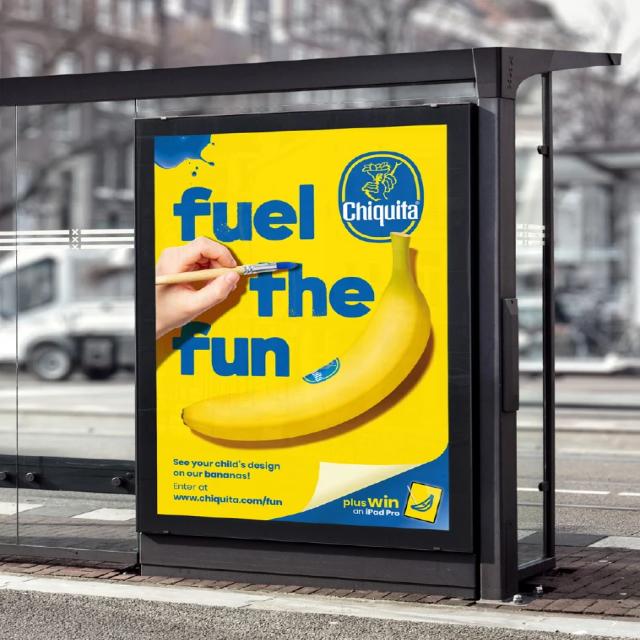 fuel
Chiquita
the
fun
See your child's design
on our bananas!
Enter at
www.chiquita.com/fun
plus win
an iPad Pro